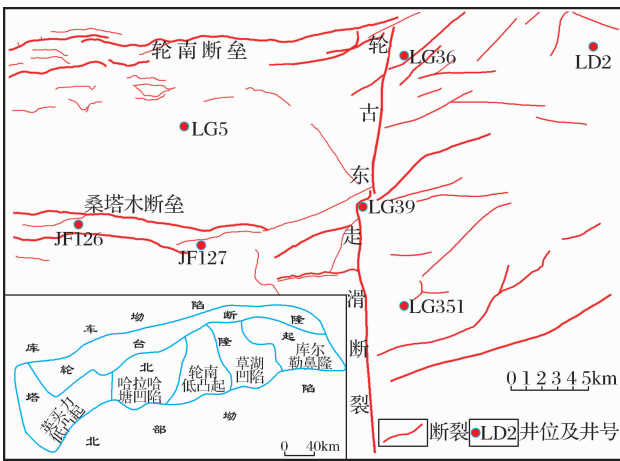 轮南断垒
轮古东走滑断裂
LG36
LD2
LG5
桑塔木断垒
LG39
JF126
JF127
LG351
库车坳陷
轮台断隆
塔北隆起
英买力
低凸起
哈拉哈
塘凹陷
轮南
低凸起
草湖
凹陷
库尔
勒鼻隆
北部坳陷
0 40km
0 1 2 3 4 5km
断裂
LD2 井位及井号